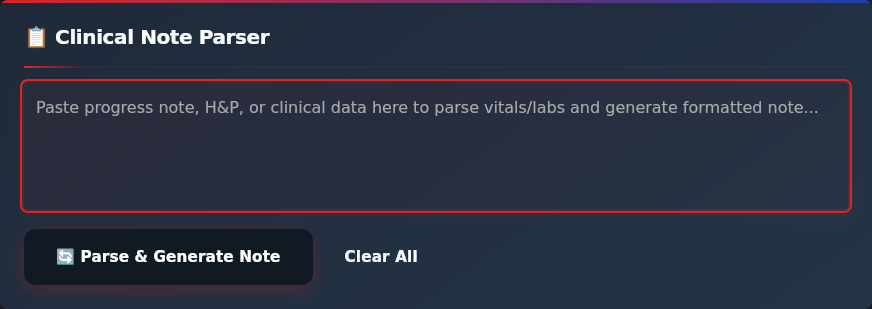 📋 Clinical Note Parser
Paste progress note, H&P, or clinical data here to parse vitals/labs and generate formatted note...
🔄 Parse & Generate Note
Clear All